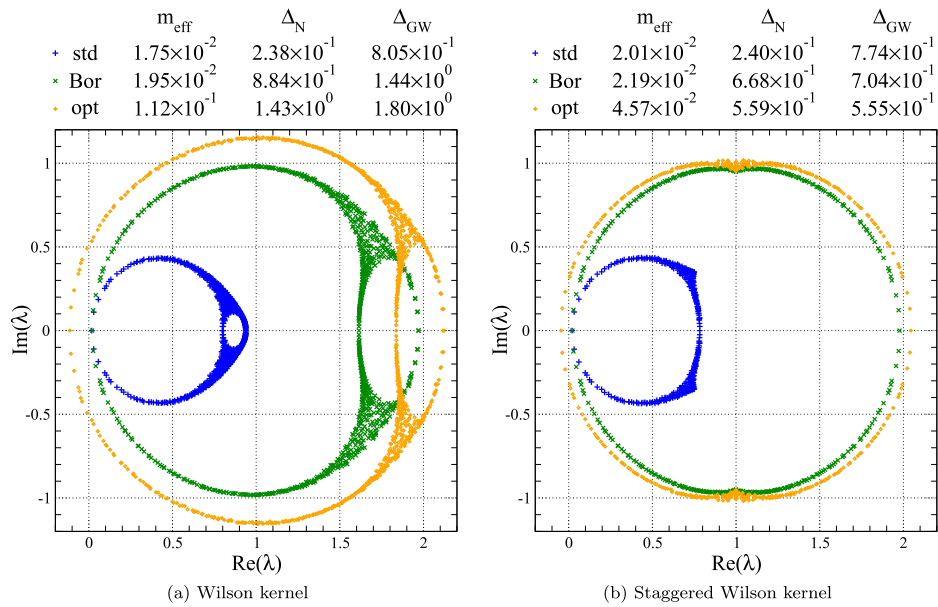 m_eff Δ_N Δ_GW
+ std 1.75×10^-2 2.38×10^-1 8.05×10^-1
× Bor 1.95×10^-2 8.84×10^-1 1.44×10^0
opt 1.12×10^-1 1.43×10^0 1.80×10^0
1
0.5
0
-0.5
-1
Im(λ)
0 0.5 1 1.5 2
Re(λ)
(a) Wilson kernel
m_eff Δ_N Δ_GW
+ std 2.01×10^-2 2.40×10^-1 7.74×10^-1
× Bor 2.19×10^-2 6.68×10^-1 7.04×10^-1
opt 4.57×10^-2 5.59×10^-1 5.55×10^-1
1
0.5
0
-0.5
-1
Im(λ)
0 0.5 1 1.5 2
Re(λ)
(b) Staggered Wilson kernel